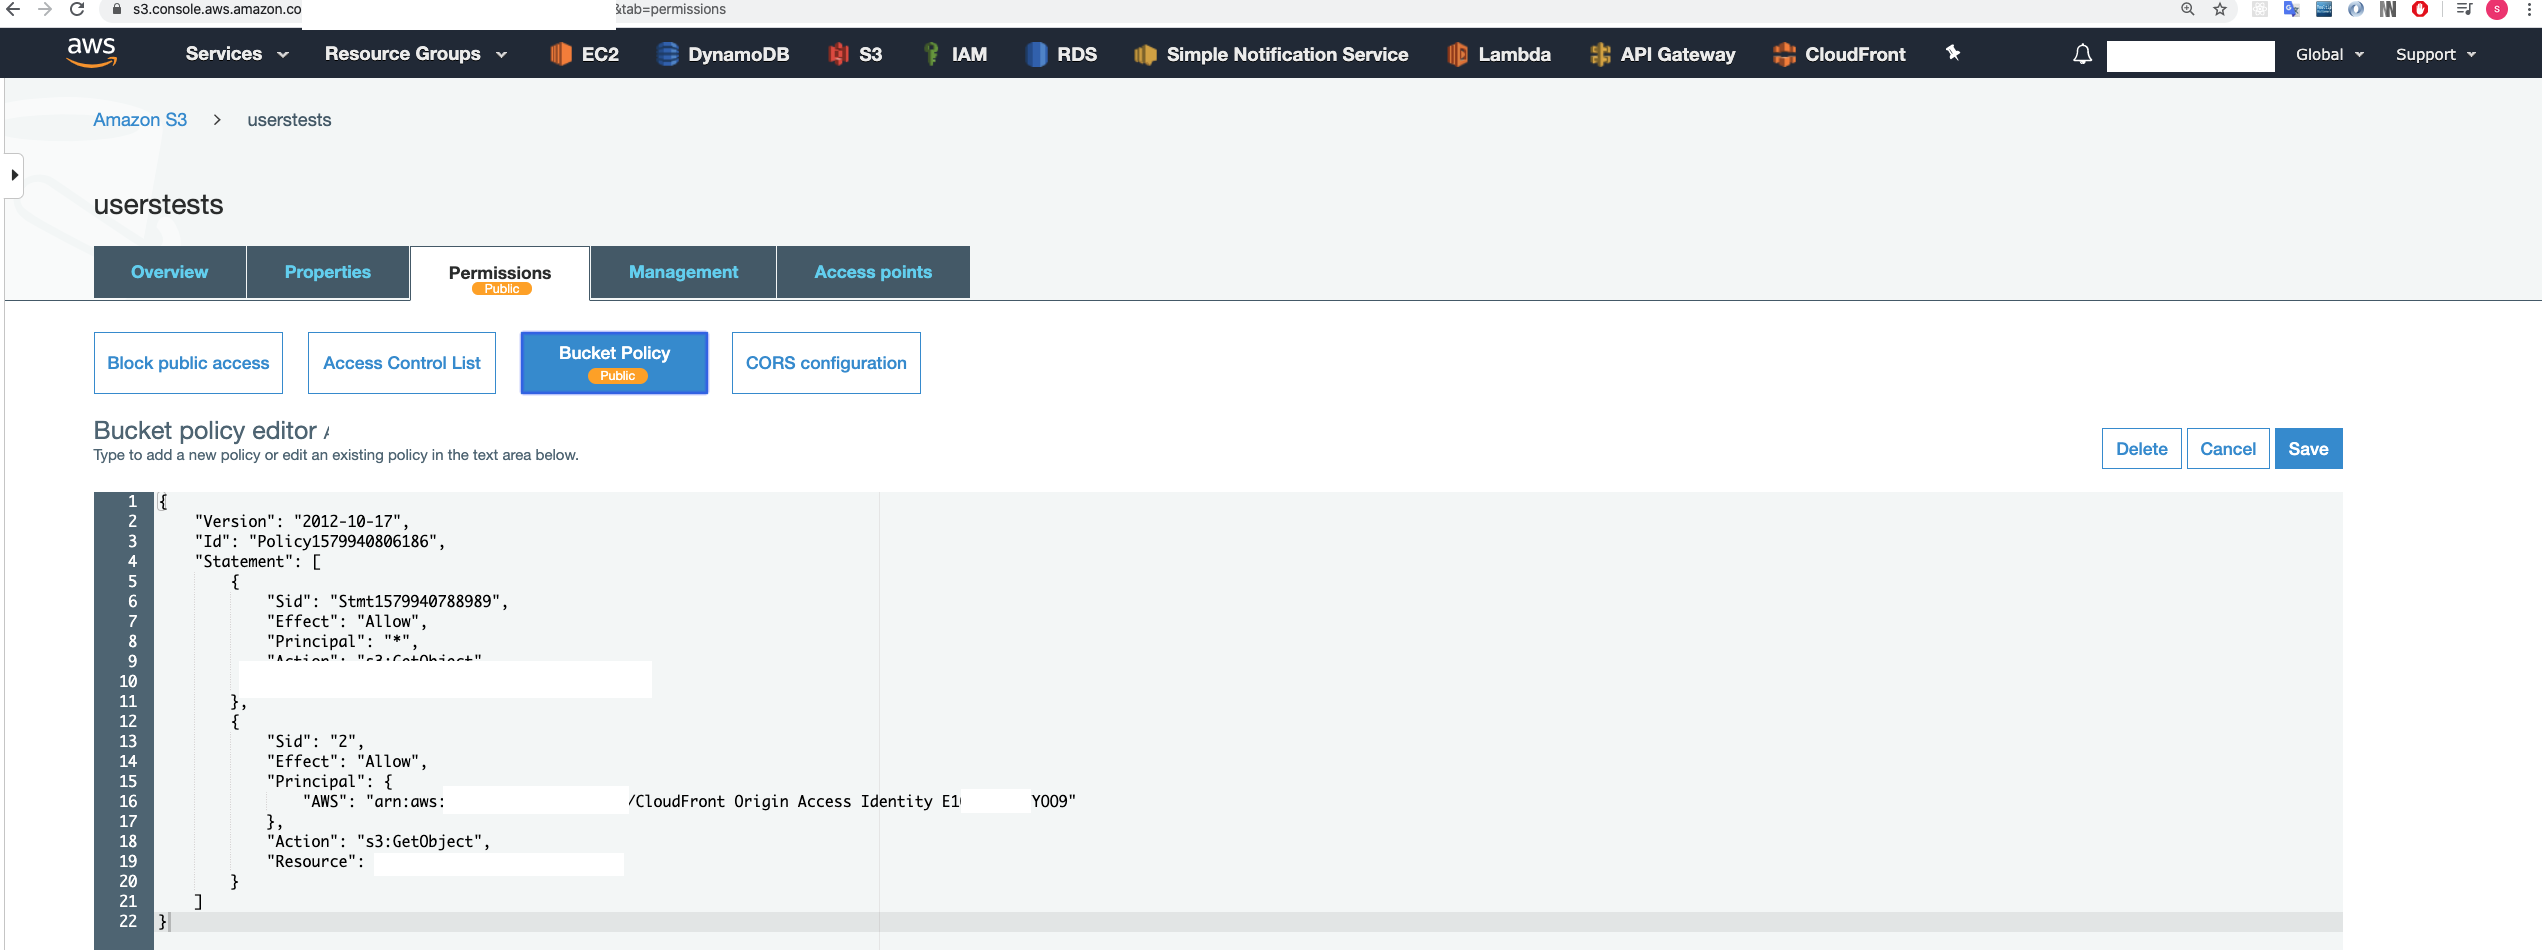 s3.console.aws.amazon.co &tab=permissions
aws Services Resource Groups EC2 DynamoDB S3 IAM RDS Simple Notification Service Lambda API Gateway CloudFront Global Support
Amazon S3 > userstests
userstests
Overview Properties Permissions Management Access points
Public
Block public access Access Control List Bucket Policy CORS configuration
Public
Bucket policy editor
Type to add a new policy or edit an existing policy in the text area below.
Delete Cancel Save
1 {
2 "Version": "2012-10-17",
3 "Id": "Policy1579940806186",
4 "Statement": [
5 {
6 "Sid": "Stmt1579940788989",
7 "Effect": "Allow",
8 "Principal": "*",
9 "Action": "s3:GetObject"
10
11 },
12 {
13 "Sid": "2",
14 "Effect": "Allow",
15 "Principal": {
16 "AWS": "arn:aws: /CloudFront Origin Access Identity E1 YOO9"
17 },
18 "Action": "s3:GetObject",
19 "Resource":
20 }
21 ]
22 }